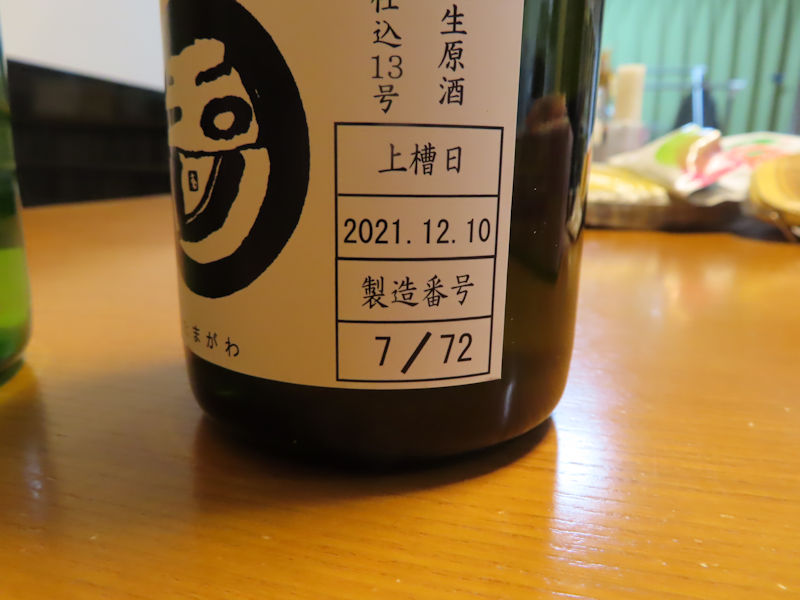 生原酒
仕込13号
上槽日
2021.12.10
製造番号
7/72
まがわ